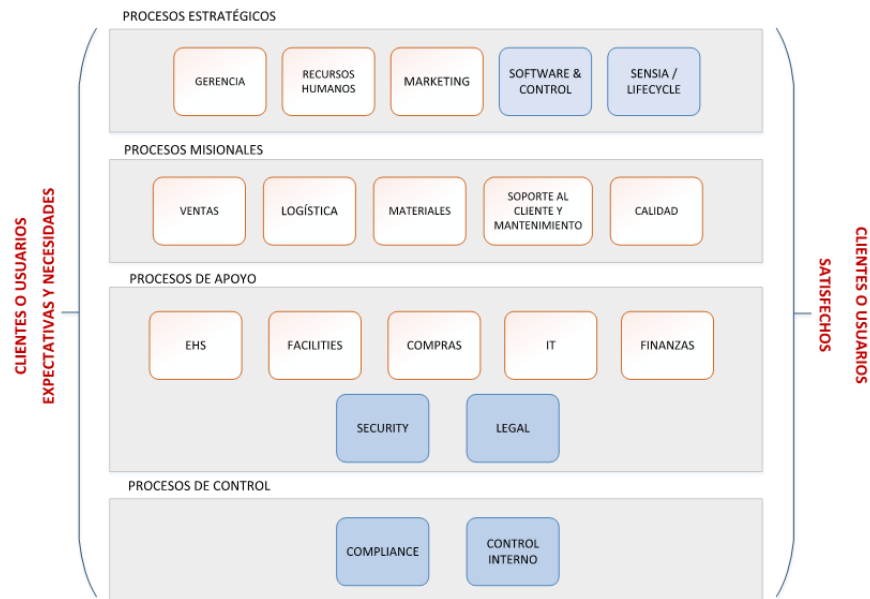 PROCESOS ESTRATÉGICOS
GERENCIA
RECURSOS
HUMANOS
MARKETING
SOFTWARE &
CONTROL
SENSIA /
LIFECYCLE
PROCESOS MISIONALES
VENTAS
LOGÍSTICA
MATERIALES
SOPORTE AL
CLIENTE Y
MANTENIMIENTO
CALIDAD
PROCESOS DE APOYO
EHS
FACILITIES
COMPRAS
IT
FINANZAS
SECURITY
LEGAL
PROCESOS DE CONTROL
COMPLIANCE
CONTROL
INTERNO
CLIENTES O USUARIOS
EXPECTATIVAS Y NECESIDADES
CLIENTES O USUARIOS
SATISFECHOS